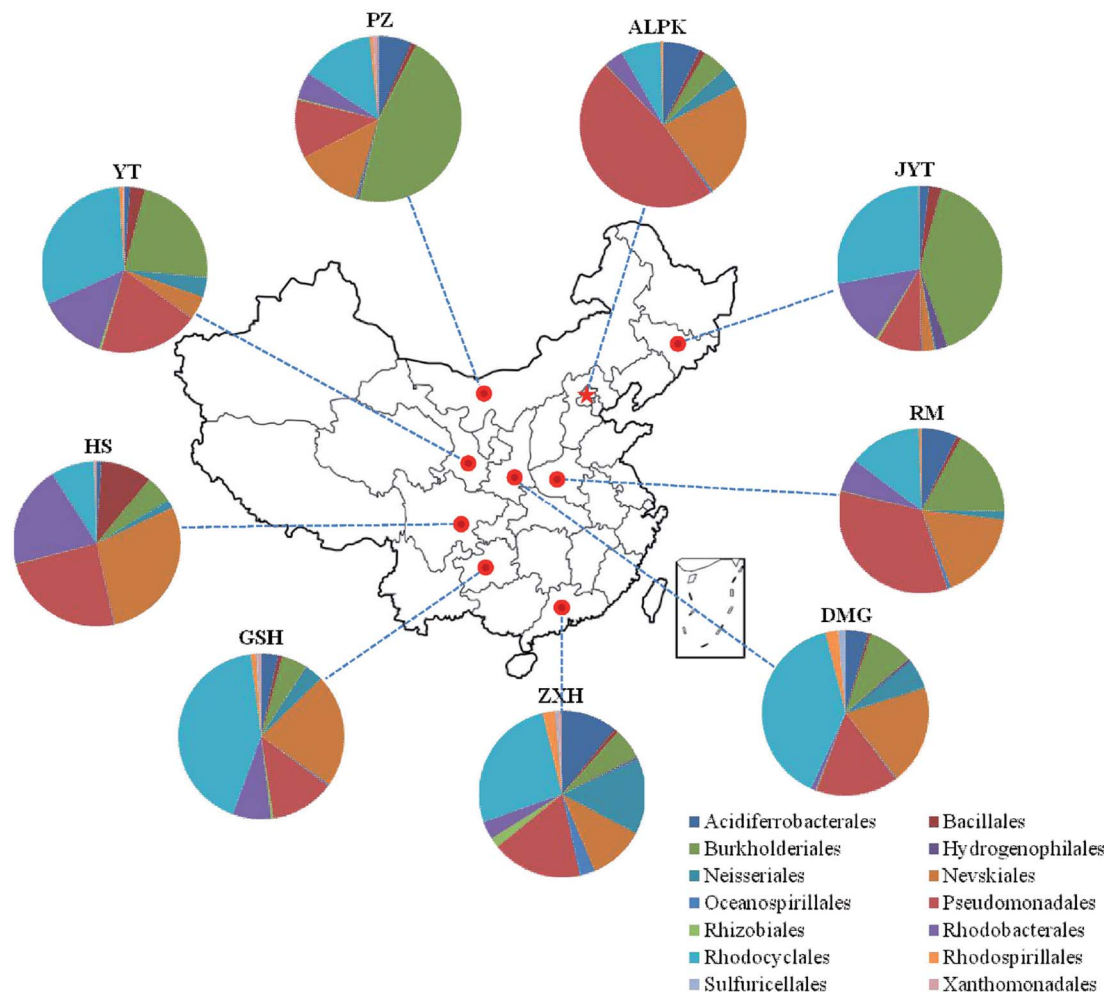 PZ
ALPK
YT
JYT
HS
RM
GSH
ZXH
DMG
Acidiferrobacterales
Bacillales
Burkholderiales
Hydrogenophilales
Neisseriales
Nevskiales
Oceanospirillales
Pseudomonadales
Rhizobiales
Rhodobacterales
Rhodocyclales
Rhodospirillales
Sulfuricellales
Xanthomonadales